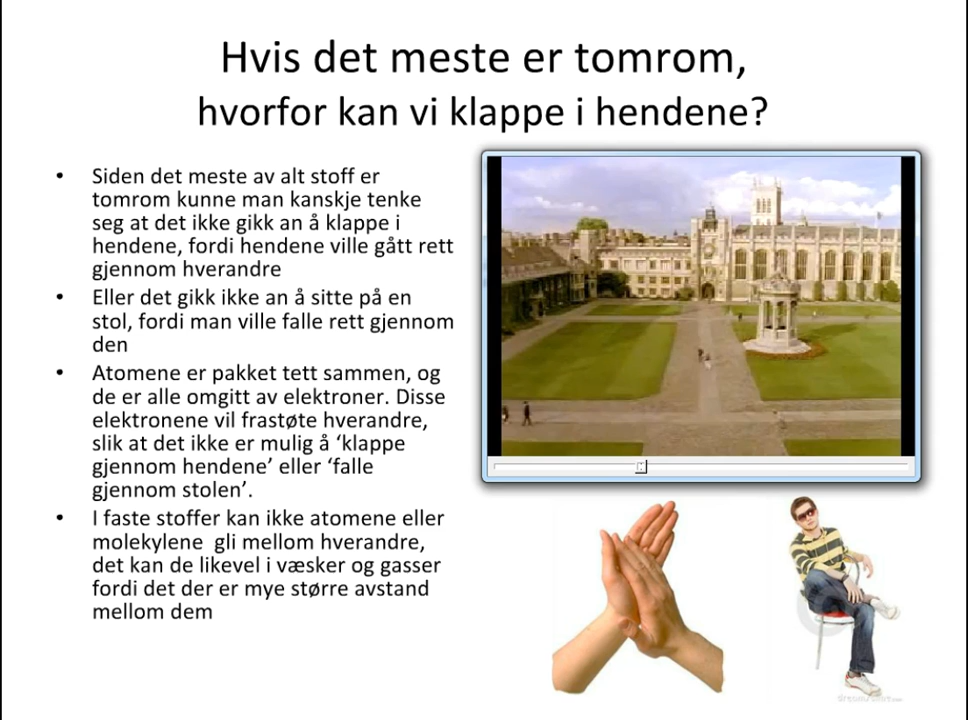 Hvis det meste er tomrom,
hvorfor kan vi klappe i hendene?
• Siden det meste av alt stoff er
tomrom kunne man kanskje tenke
seg at det ikke gikk an å klappe i
hendene, fordi hendene ville gått rett
gjennom hverandre
• Eller det gikk ikke an å sitte på en
stol, fordi man ville falle rett gjennom
den
• Atomene er pakket tett sammen, og
de er alle omgitt av elektroner. Disse
elektronene vil frastøte hverandre,
slik at det ikke er mulig å ‘klappe
gjennom hendene’ eller ‘falle
gjennom stolen’.
• I faste stoffer kan ikke atomene eller
molekylene  gli mellom hverandre,
det kan de likevel i væsker og gasser
fordi det der er mye større avstand
mellom dem